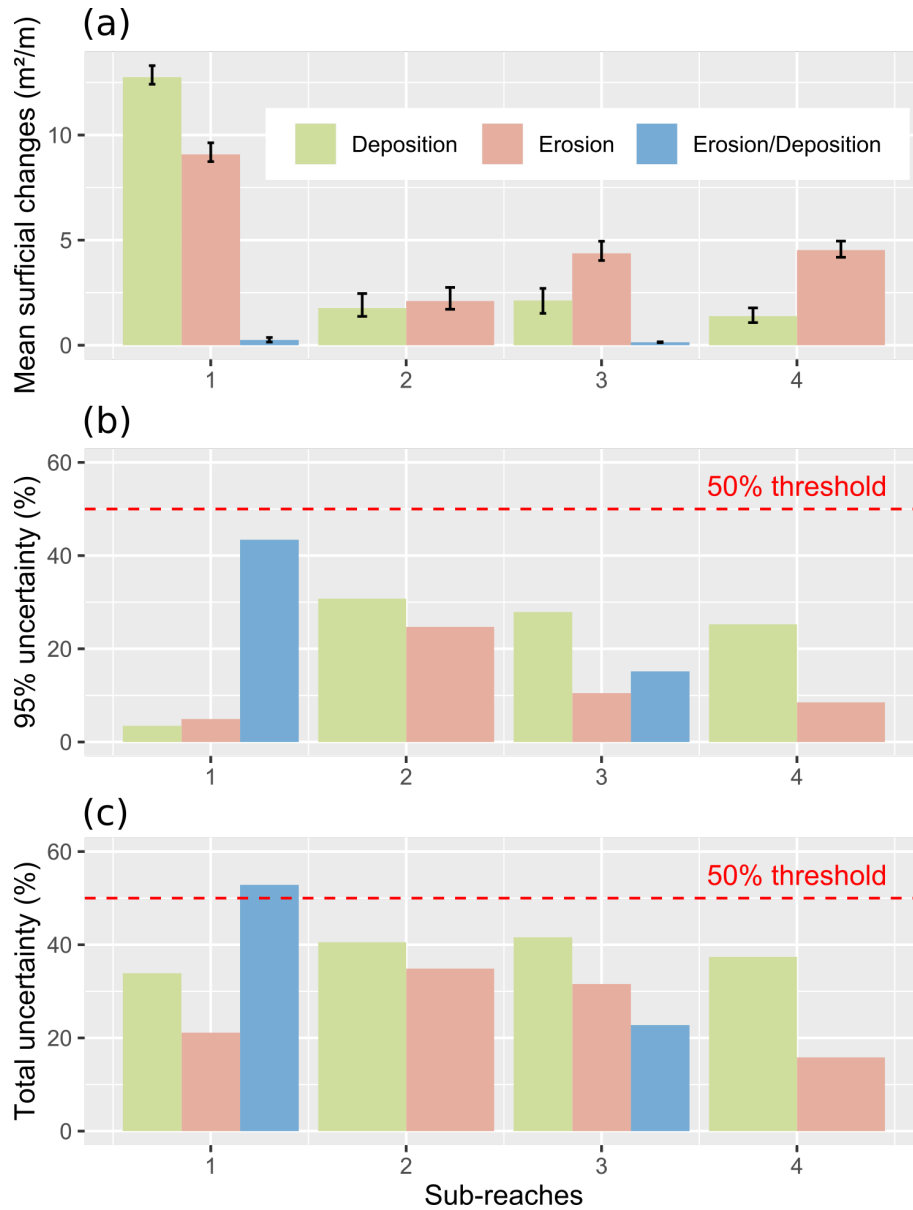 (a)
Mean surficial changes (m²/m)
10
5
0
Deposition Erosion Erosion/Deposition
1 2 3 4
(b)
95% uncertainty (%)
60
40
20
0
50% threshold
1 2 3 4
(c)
Total uncertainty (%)
60
40
20
0
50% threshold
1 2 3 4
Sub-reaches